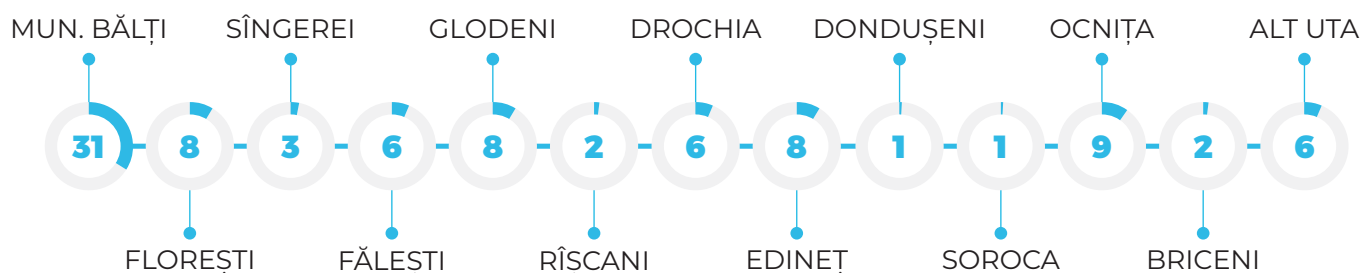 MUN. BĂLȚI SÎNGEREI GLODENI DROCHIA DONDUȘENI OCNIȚA ALT UTA
31 8 3 6 8 2 6 8 1 1 9 2 6
FLOREȘTI FĂLEȘTI RÎȘCANI EDINEȚ SOROCA BRICENI